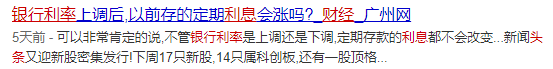 银行利率上调后,以前存的定期利息会涨吗?_财经_广州网
5天前 - 可以非常肯定的说,不管银行利率是上调还是下调,定期存款的利息都不会改变...新闻头
条又迎新股密集发行!下周17只新股,14只属科创板,还有一股顶格...